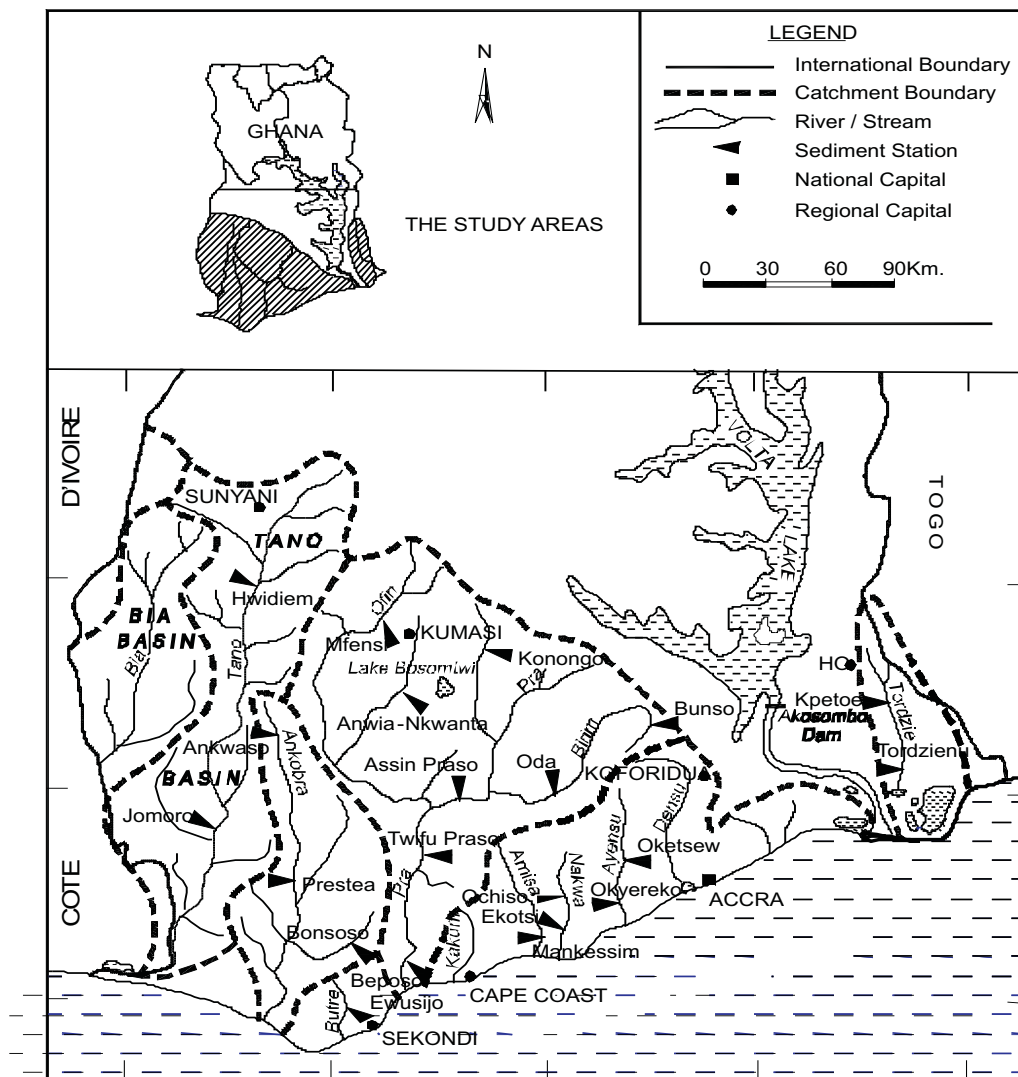 LEGEND
International Boundary
Catchment Boundary
River / Stream
Sediment Station
National Capital
Regional Capital
0 30 60 90Km.
N
GHANA
THE STUDY AREAS
D'IVOIRE
COTE
TOGO
VOLTA
LAKE
SUNYANI
TANO
Hwidiem
BIA
BASIN
Bia
Tano
Ofin
Mfensi
KUMASI
Lake Bosomtwi
Konongo
Pra
Anwia-Nkwanta
Bunso
HO
Kpetoe
Akosombo
Dam
Tordzie
Tordzienu
Ankwaso
BASIN
Ankobra
Assin Praso
Oda
Birim
KOFORIDUA
Jomoro
Twifu Praso
Densu
Ayensu
Oketsew
Prestea
Pra
Amisa
Nakwa
Ochiso
Okyereko
ACCRA
Ekotsi
Bonsoso
Kakum
Mankessim
Beposo
CAPE COAST
Ewusijo
Butre
SEKONDI